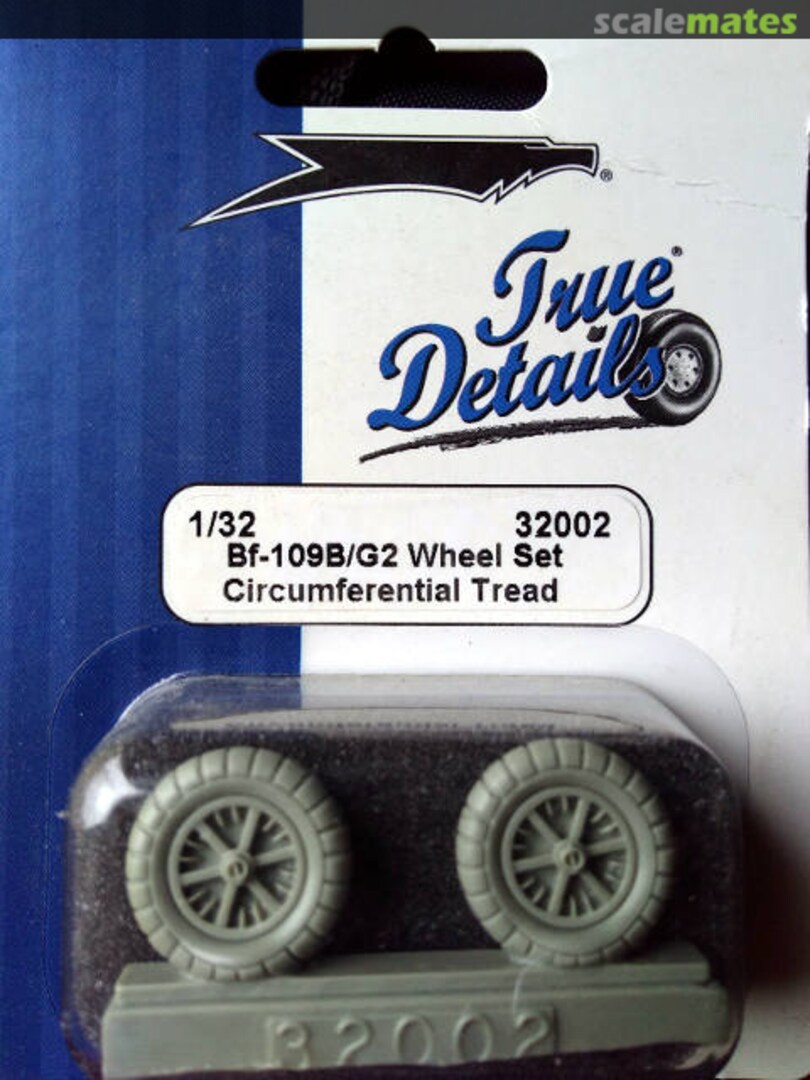 scalemates
®
True®
Details
1/32 32002
Bf-109B/G2 Wheel Set
Circumferential Tread
32002